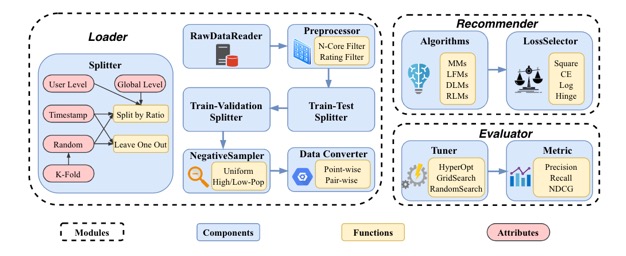 Loader
Splitter
User Level
Global Level
Timestamp
Split by Ratio
Random
Leave One Out
K-Fold
RawDataReader
Preprocessor
N-Core Filter
Rating Filter
Train-Validation
Splitter
Train-Test
Splitter
NegativeSampler
Uniform
High/Low-Pop
Data Converter
Point-wise
Pair-wise
Recommender
Algorithms
MMs
LFMs
DLMs
RLMs
LossSelector
Square
CE
Log
Hinge
Evaluator
Tuner
HyperOpt
GridSearch
RandomSearch
Metric
Precision
Recall
NDCG
Modules
Components
Functions
Attributes